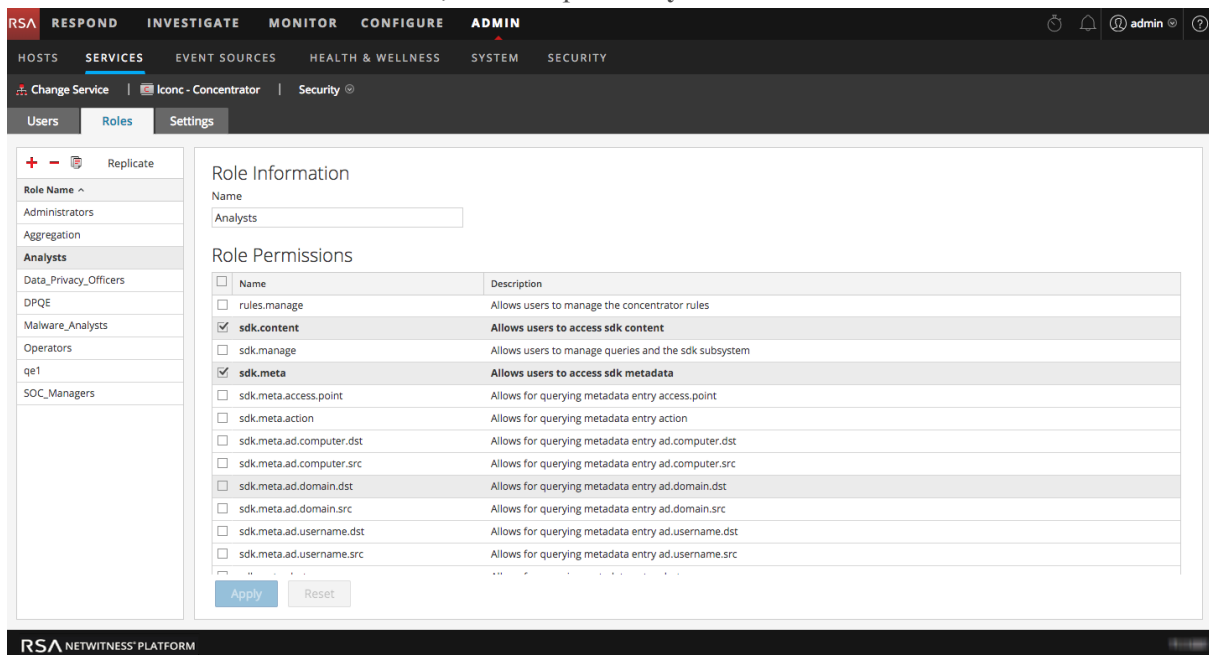 RSA RESPOND INVESTIGATE MONITOR CONFIGURE ADMIN admin ?
HOSTS SERVICES EVENT SOURCES HEALTH & WELLNESS SYSTEM SECURITY
Change Service | C lconc - Concentrator | Security
Users Roles Settings
Replicate
Role Name
Administrators
Aggregation
Analysts
Data_Privacy_Officers
DPQE
Malware_Analysts
Operators
qe1
SOC_Managers
Role Information
Name
Analysts
Role Permissions
Name Description
rules.manage Allows users to manage the concentrator rules
sdk.content Allows users to access sdk content
sdk.manage Allows users to manage queries and the sdk subsystem
sdk.meta Allows users to access sdk metadata
sdk.meta.access.point Allows for querying metadata entry access.point
sdk.meta.action Allows for querying metadata entry action
sdk.meta.ad.computer.dst Allows for querying metadata entry ad.computer.dst
sdk.meta.ad.computer.src Allows for querying metadata entry ad.computer.src
sdk.meta.ad.domain.dst Allows for querying metadata entry ad.domain.dst
sdk.meta.ad.domain.src Allows for querying metadata entry ad.domain.src
sdk.meta.ad.username.dst Allows for querying metadata entry ad.username.dst
sdk.meta.ad.username.src Allows for querying metadata entry ad.username.src
Apply Reset
RSA NETWITNESS® PLATFORM